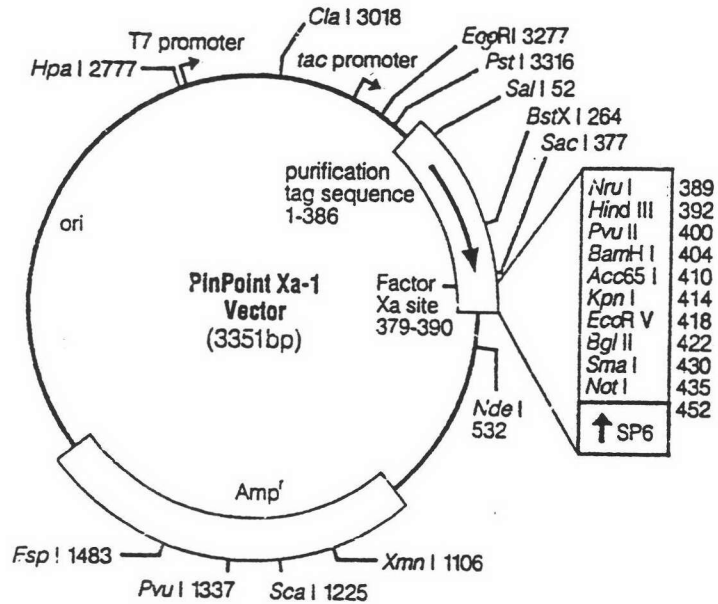 Cla I 3018
T7 promoter
Hpa I 2777
tac promoter
EcoRI 3277
Pst I 3316
Sal I 52
BstX I 264
Sac I 377
purification
tag sequence
1-386
ori
PinPoint Xa-1
Vector
(3351bp)
Factor
Xa site
379-390
Nru I 389
Hind III 392
Pvu II 400
BamH I 404
Acc65 I 410
Kpn I 414
EcoR V 418
Bgl II 422
Sma I 430
Not I 435
452
SP6
Nde I
532
Ampʳ
Fsp I 1483
Pvu I 1337
Sca I 1225
Xmn I 1106